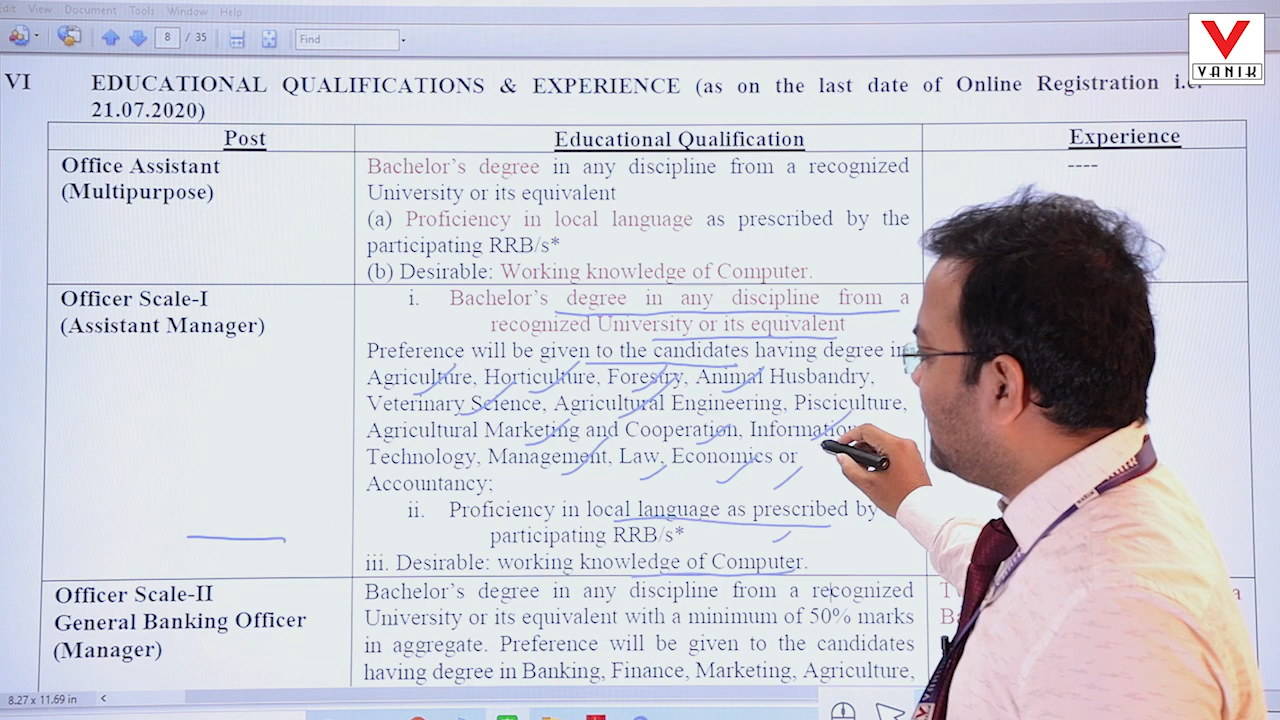 Edit View Document Tools Window Help
8 / 35 Find
VANIK
VI EDUCATIONAL QUALIFICATIONS & EXPERIENCE (as on the last date of Online Registration i.e.
21.07.2020)
Post Educational Qualification Experience
Office Assistant
(Multipurpose)
Bachelor's degree in any discipline from a recognized
University or its equivalent
(a) Proficiency in local language as prescribed by the
participating RRB/s*
(b) Desirable: Working knowledge of Computer.
----
Officer Scale-I
(Assistant Manager)
i. Bachelor's degree in any discipline from a
recognized University or its equivalent
Preference will be given to the candidates having degree in
Agriculture, Horticulture, Forestry, Animal Husbandry,
Veterinary Science, Agricultural Engineering, Pisciculture,
Agricultural Marketing and Cooperation, Information
Technology, Management, Law, Economics or
Accountancy;
ii. Proficiency in local language as prescribed by
participating RRB/s*
iii. Desirable: working knowledge of Computer.
Officer Scale-II
General Banking Officer
(Manager)
Bachelor's degree in any discipline from a recognized
University or its equivalent with a minimum of 50% marks
in aggregate. Preference will be given to the candidates
having degree in Banking, Finance, Marketing, Agriculture,
a
8.27 x 11.69 in